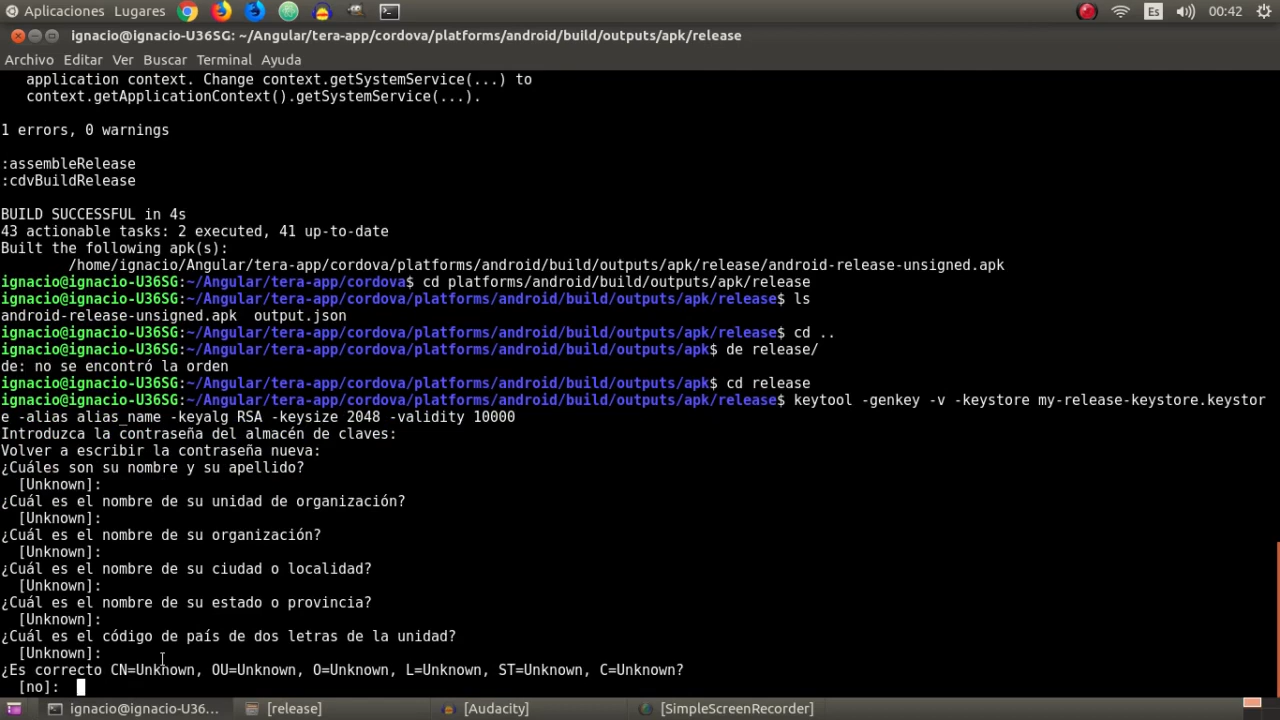 Aplicaciones Lugares Es 00:42
ignacio@ignacio-U36SG: ~/Angular/tera-app/cordova/platforms/android/build/outputs/apk/release
Archivo Editar Ver Buscar Terminal Ayuda
application context. Change context.getSystemService(...) to
context.getApplicationContext().getSystemService(...).
1 errors, 0 warnings
:assembleRelease
:cdvBuildRelease
BUILD SUCCESSFUL in 4s
43 actionable tasks: 2 executed, 41 up-to-date
Built the following apk(s):
/home/ignacio/Angular/tera-app/cordova/platforms/android/build/outputs/apk/release/android-release-unsigned.apk
ignacio@ignacio-U36SG:~/Angular/tera-app/cordova$ cd platforms/android/build/outputs/apk/release
ignacio@ignacio-U36SG:~/Angular/tera-app/cordova/platforms/android/build/outputs/apk/release$ ls
android-release-unsigned.apk output.json
ignacio@ignacio-U36SG:~/Angular/tera-app/cordova/platforms/android/build/outputs/apk/release$ cd ..
ignacio@ignacio-U36SG:~/Angular/tera-app/cordova/platforms/android/build/outputs/apk$ de release/
de: no se encontró la orden
ignacio@ignacio-U36SG:~/Angular/tera-app/cordova/platforms/android/build/outputs/apk$ cd release
ignacio@ignacio-U36SG:~/Angular/tera-app/cordova/platforms/android/build/outputs/apk/release$ keytool -genkey -v -keystore my-release-keystore.keystor
e -alias alias_name -keyalg RSA -keysize 2048 -validity 10000
Introduzca la contraseña del almacén de claves:
Volver a escribir la contraseña nueva:
¿Cuáles son su nombre y su apellido?
[Unknown]:
¿Cuál es el nombre de su unidad de organización?
[Unknown]:
¿Cuál es el nombre de su organización?
[Unknown]:
¿Cuál es el nombre de su ciudad o localidad?
[Unknown]:
¿Cuál es el nombre de su estado o provincia?
[Unknown]:
¿Cuál es el código de país de dos letras de la unidad?
[Unknown]:
¿Es correcto CN=Unknown, OU=Unknown, O=Unknown, L=Unknown, ST=Unknown, C=Unknown?
[no]:
ignacio@ignacio-U36... [release] [Audacity] [SimpleScreenRecorder]